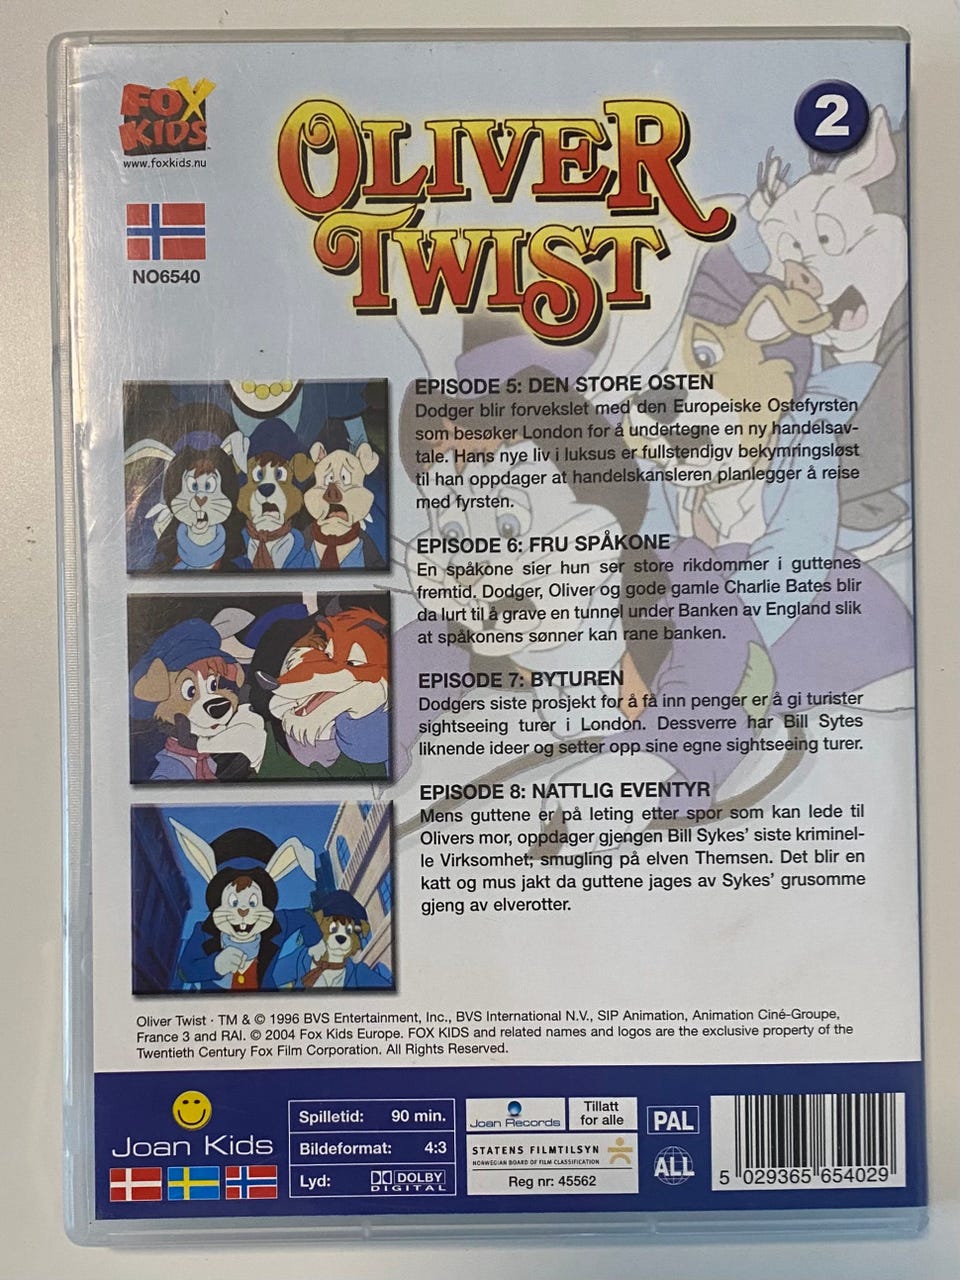 FOX
KIDS
www.foxkids.nu
NO6540
OLIVER
TWIST
2
EPISODE 5: DEN STORE OSTEN
Dodger blir forvekslet med den Europeiske Ostefyrsten
som besøker London for å undertegne en ny handelsav-
tale. Hans nye liv i luksus er fullstendigv bekymringsløst
til han oppdager at handelskansleren planlegger å reise
med fyrsten.
EPISODE 6: FRU SPÅKONE
En spåkone sier hun ser store rikdommer i guttenes
fremtid. Dodger, Oliver og gode gamle Charlie Bates blir
da lurt til å grave en tunnel under Banken av England slik
at spåkonens sønner kan rane banken.
EPISODE 7: BYTUREN
Dodgers siste prosjekt for å få inn penger er å gi turister
sightseeing turer i London. Dessverre har Bill Sytes
liknende ideer og setter opp sine egne sightseeing turer.
EPISODE 8: NATTLIG EVENTYR
Mens guttene er på leting etter spor som kan lede til
Olivers mor, oppdager gjengen Bill Sykes' siste kriminel-
le Virksomhet; smugling på elven Themsen. Det blir en
katt og mus jakt da guttene jages av Sykes' grusomme
gjeng av elverotter.
Oliver Twist · TM & © 1996 BVS Entertainment, Inc., BVS International N.V., SIP Animation, Animation Ciné-Groupe,
France 3 and RAI. © 2004 Fox Kids Europe. FOX KIDS and related names and logos are the exclusive property of the
Twentieth Century Fox Film Corporation. All Rights Reserved.
Joan Kids
Spilletid: 90 min.
Bildeformat: 4:3
Lyd: DOLBY
DIGITAL
Joan Records
Tillatt
for alle
STATENS FILMTILSYN
NORWEGIAN BOARD OF FILM CLASSIFICATION
Reg nr: 45562
PAL
ALL
5 029365 654029